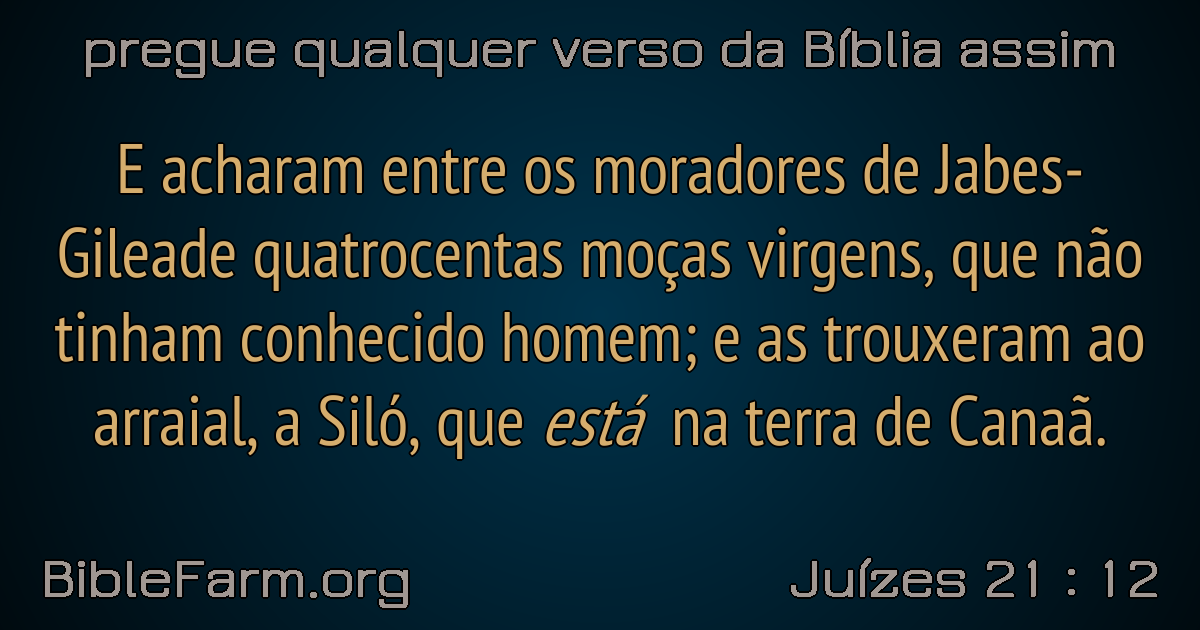 pregue qualquer verso da Bíblia assim
E acharam entre os moradores de Jabes-
Gileade quatrocentas moças virgens, que não
tinham conhecido homem; e as trouxeram ao
arraial, a Siló, que está na terra de Canaã.
BibleFarm.org
Juízes 21 : 12